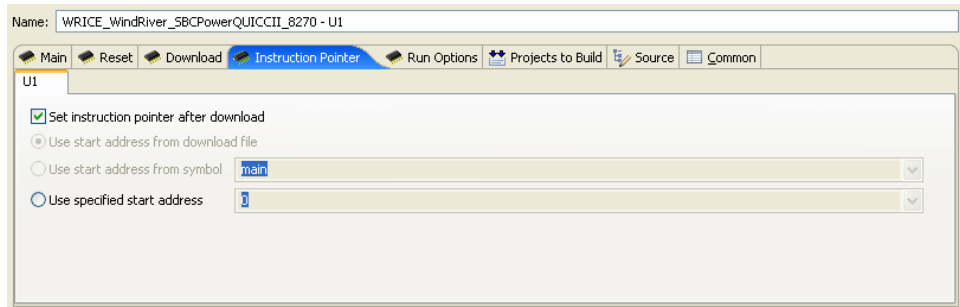 Name: WRICE_WindRiver_SBCPowerQUICCII_8270 - U1
Main Reset Download Instruction Pointer Run Options Projects to Build Source Common
U1
Set instruction pointer after download
Use start address from download file
Use start address from symbol main
Use specified start address 0